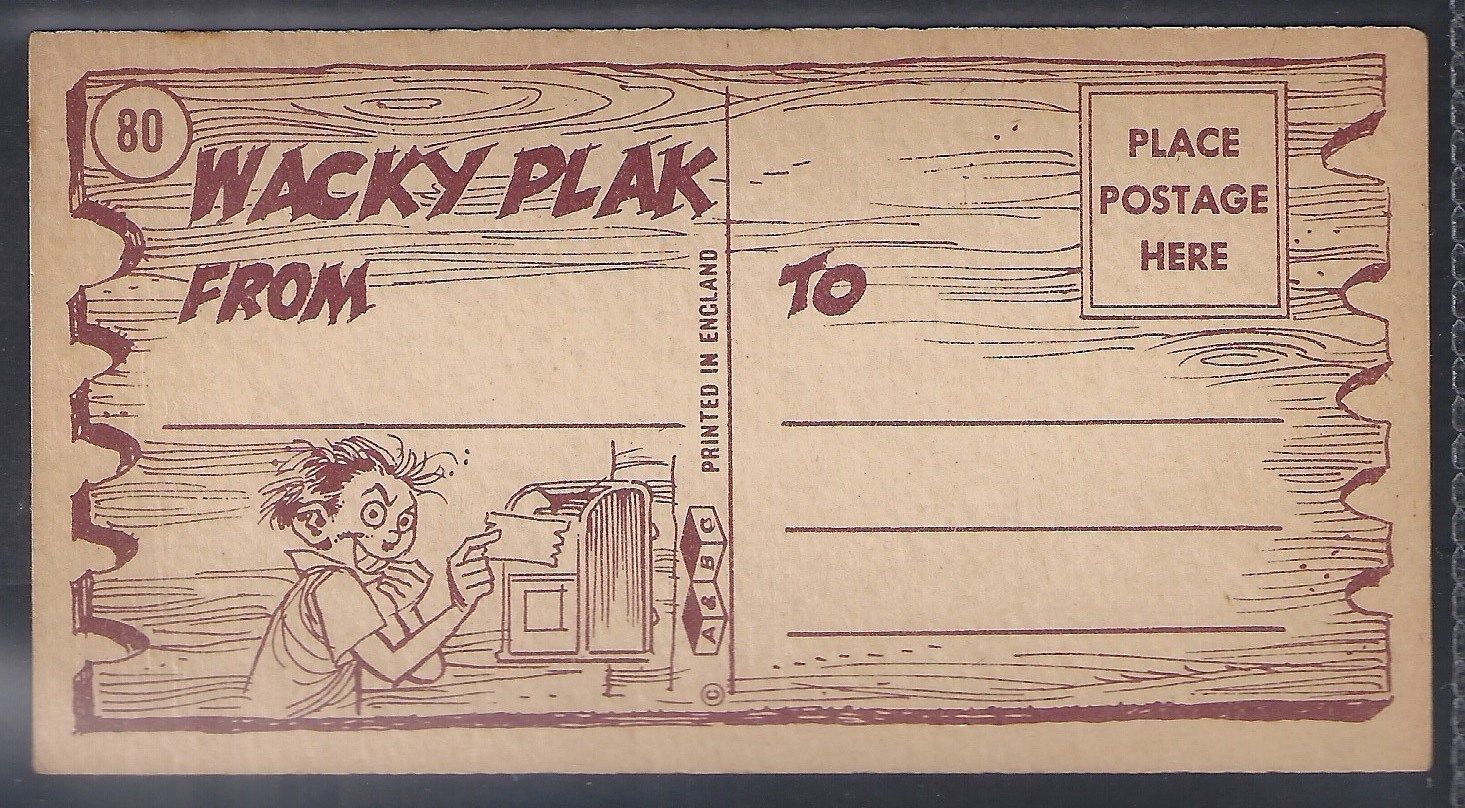 80
WACKY PLAK
FROM
PRINTED IN ENGLAND
A & B C
©
TO
PLACE
POSTAGE
HERE